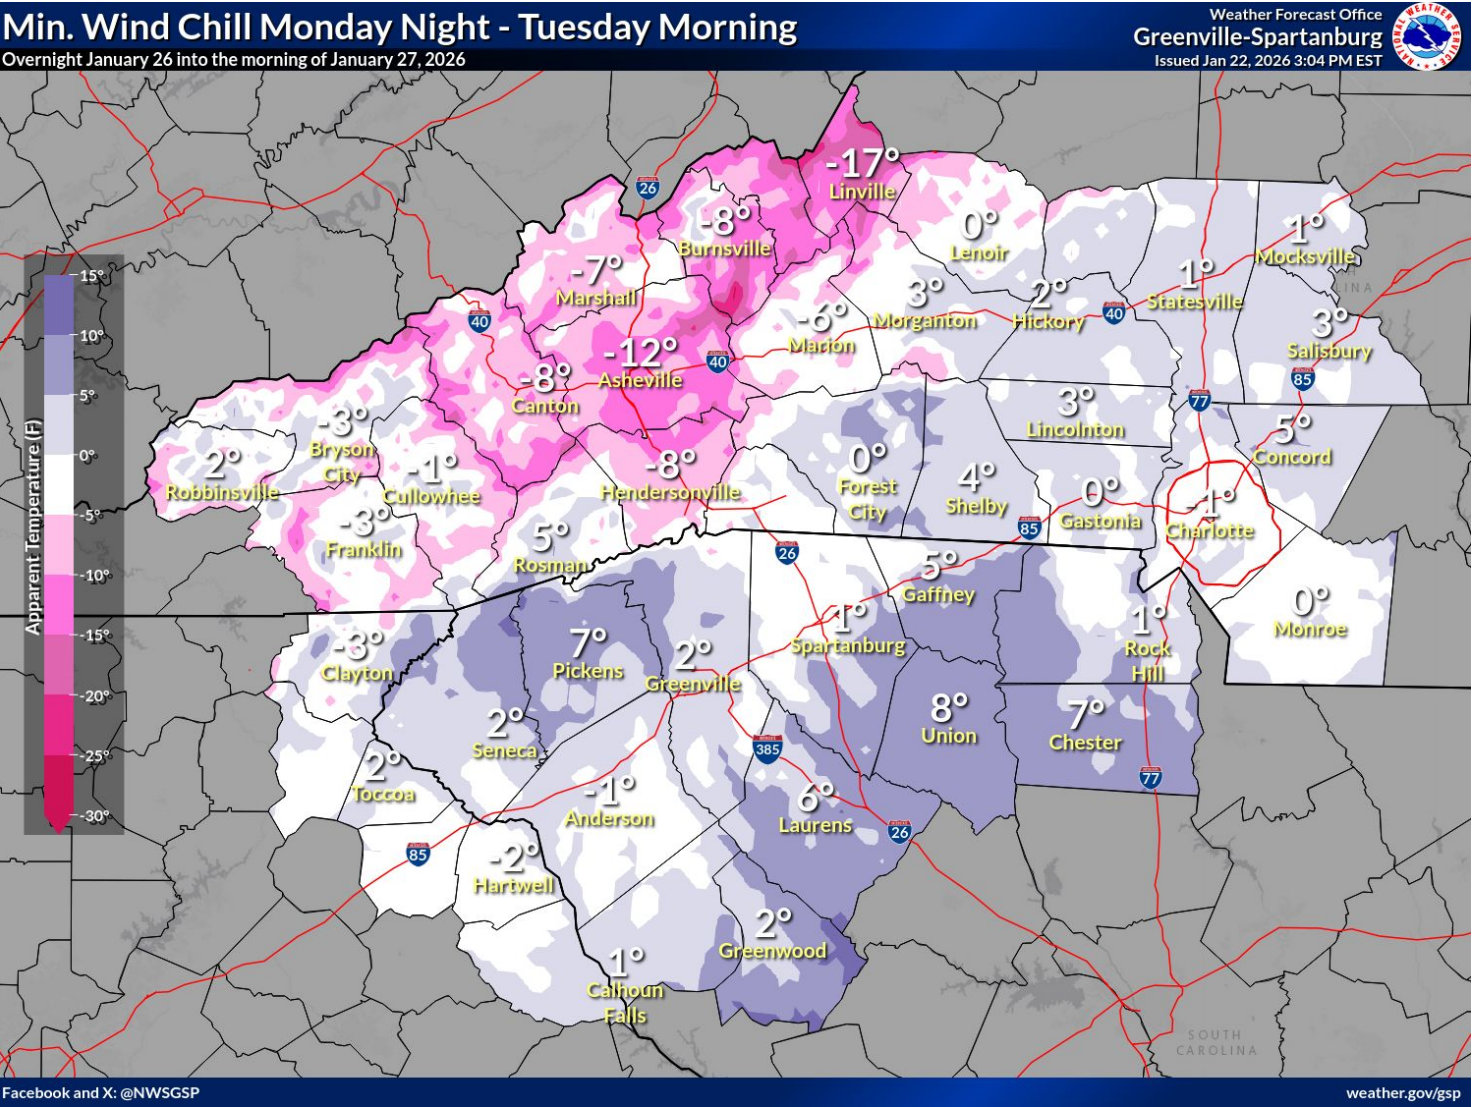 Min. Wind Chill Monday Night - Tuesday Morning
Overnight January 26 into the morning of January 27, 2026
Weather Forecast Office
Greenville-Spartanburg
Issued Jan 22, 2026 3:04 PM EST
NATIONAL WEATHER SERVICE
-17°
Linville
26
-8°
Burnsville
0°
Lenoir
1°
Mocksville
-7°
Marshall
1°
Statesville
LINA
3°
Morganton
2°
Hickory
40
40
-6°
Marion
3°
Salisbury
-12°
Asheville
40
85
-8°
Canton
77
3°
Lincolnton
-3°
Bryson
City
5°
Concord
2°
Robbinsville
-1°
Cullowhee
-8°
Hendersonville
0°
Forest
City
4°
Shelby
0°
Gastonia
-1°
Charlotte
-3°
Franklin
85
5°
Rosman
26
5°
Gaffney
0°
Monroe
-3°
Clayton
7°
Pickens
2°
Greenville
1°
Spartanburg
1°
Rock
Hill
2°
Seneca
8°
Union
7°
Chester
385
77
2°
Toccoa
-1°
Anderson
6°
Laurens
26
85
-2°
Hartwell
2°
Greenwood
1°
Calhoun
Falls
SOUTH
CAROLINA
Apparent Temperature (F)
15°
10°
5°
0°
-5°
-10°
-15°
-20°
-25°
-30°
Facebook and X: @NWSGSP
weather.gov/gsp